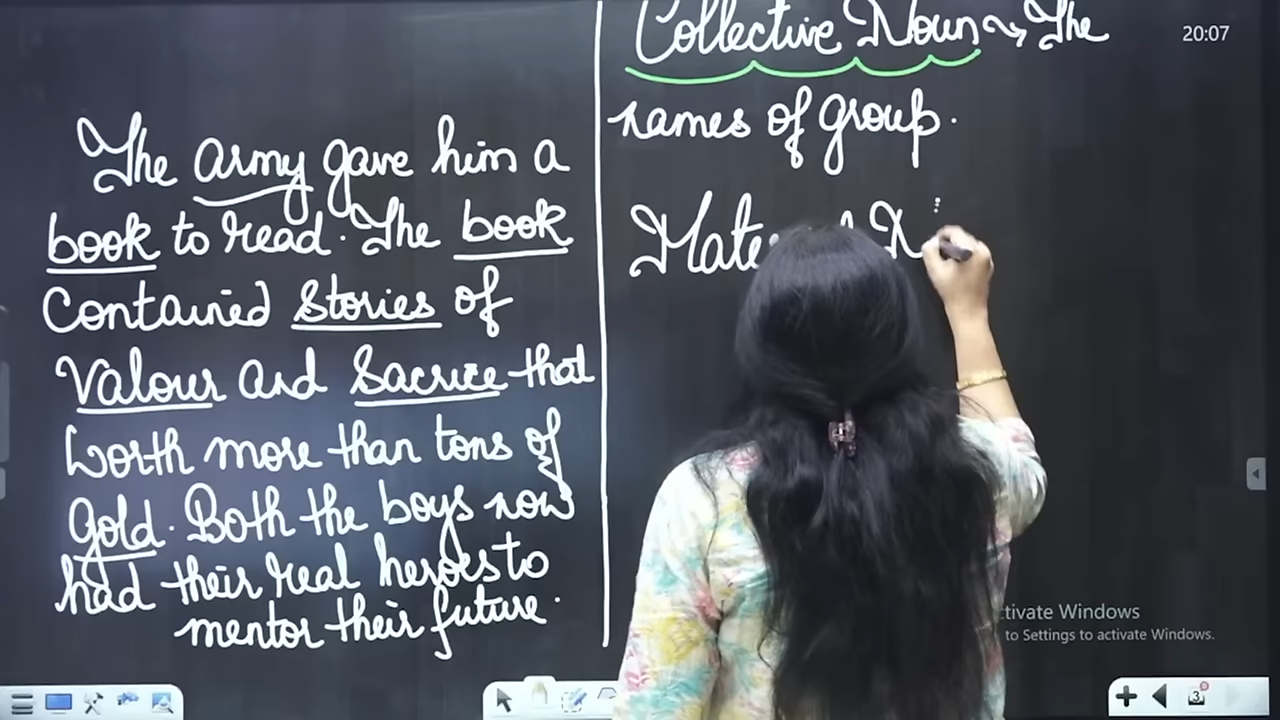 The army gave him a
book to read. The book
Contained Stories of
Valour and Sacrice that
worth more than tons of
Gold. Both the boys now
had their real heroes to
mentor their future.
Collective Noun → The
names of group.
20:07
ctivate Windows
to Settings to activate Windows.
3